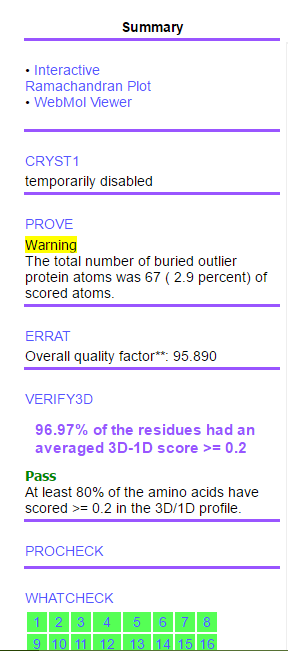 Summary
• Interactive
Ramachandran Plot
• WebMol Viewer
CRYST1
temporarily disabled
PROVE
Warning
The total number of buried outlier
protein atoms was 67 ( 2.9 percent) of
scored atoms.
ERRAT
Overall quality factor**: 95.890
VERIFY3D
96.97% of the residues had an
averaged 3D-1D score >= 0.2
Pass
At least 80% of the amino acids have
scored >= 0.2 in the 3D/1D profile.
PROCHECK
WHATCHECK
1 2 3 4 5 6 7 8
9 10 11 12 13 14 15 16